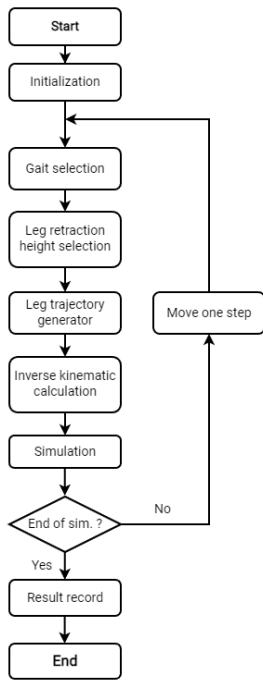 Start
Initialization
Gait selection
Leg retraction
height selection
Leg trajectory
generator
Move one step
Inverse kinematic
calculation
Simulation
End of sim. ?
No
Yes
Result record
End